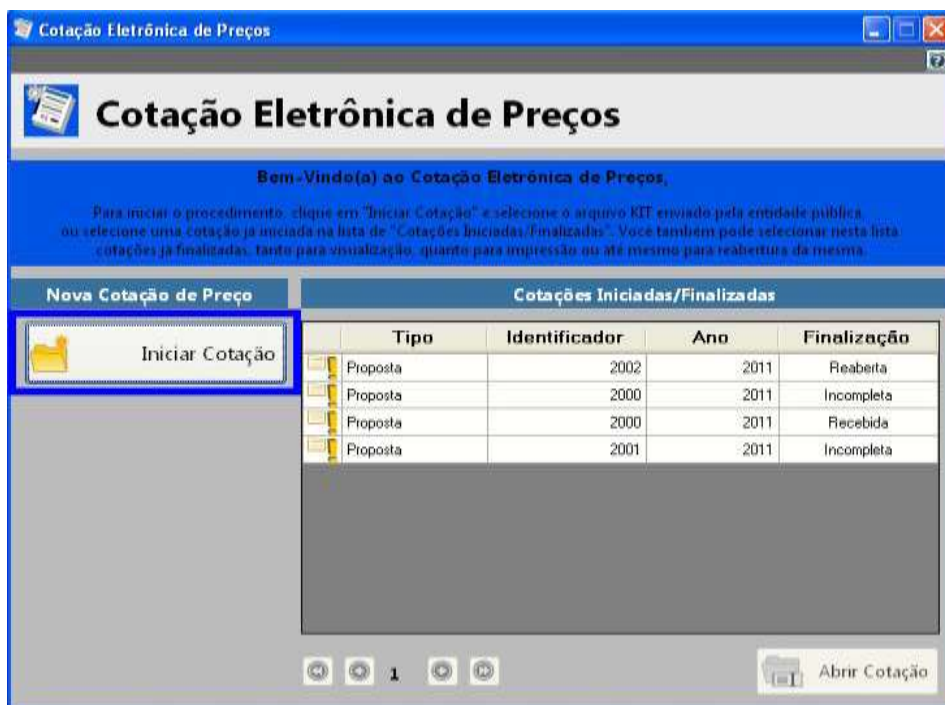 Cotação Eletrônica de Preços
Cotação Eletrônica de Preços
Bem-Vindo(a) ao Cotação Eletrônica de Preços,
Para iniciar o procedimento, clique em "Iniciar Cotação" e selecione o arquivo KIT enviado pela entidade pública,
ou selecione uma cotação já iniciada na lista de "Cotações Iniciadas/Finalizadas". Você também pode selecionar nesta lista
cotações já finalizadas, tanto para visualização, quanto para impressão ou até mesmo para reabertura da mesma.
Nova Cotação de Preço
Cotações Iniciadas/Finalizadas
Iniciar Cotação
Tipo Identificador Ano Finalização
Proposta 2002 2011 Reaberta
Proposta 2000 2011 Incompleta
Proposta 2000 2011 Recebida
Proposta 2001 2011 Incompleta
1
Abrir Cotação